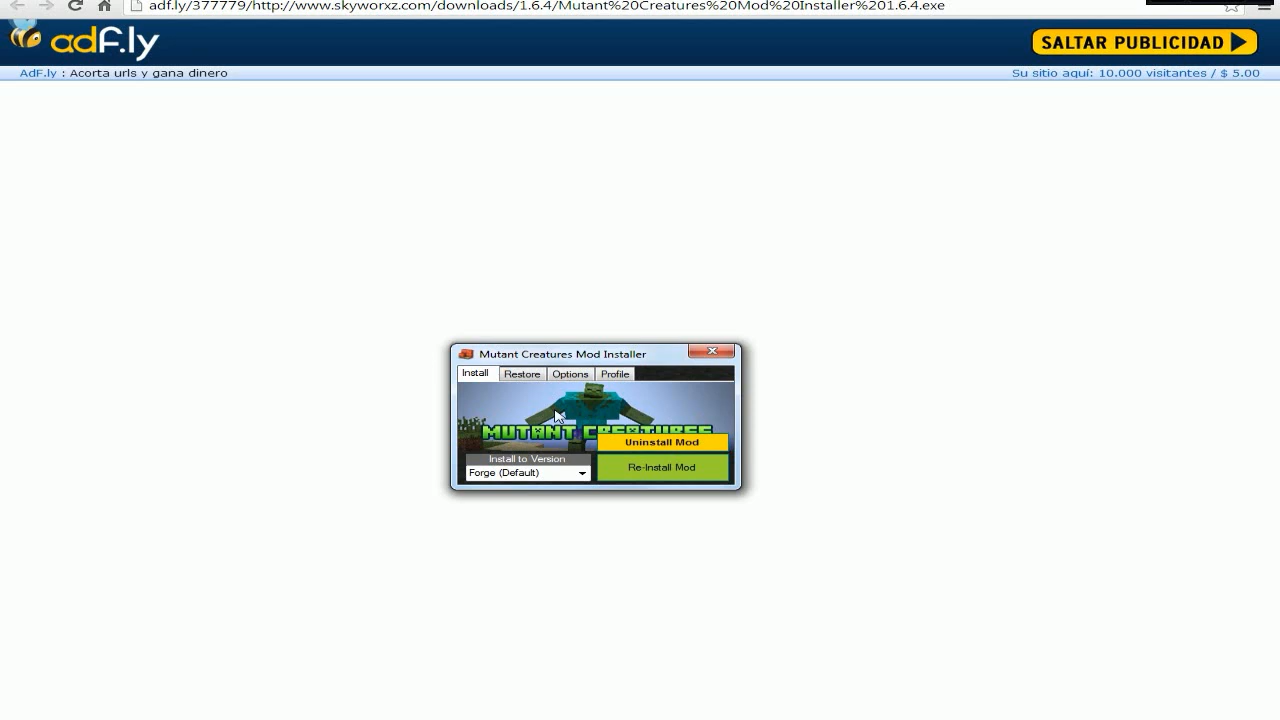 adf.ly/377779/http://www.skyworxz.com/downloads/1.6.4/Mutant%20Creatures%20Mod%20Installer%201.6.4.exe
adF.ly
SALTAR PUBLICIDAD
AdF.ly : Acorta urls y gana dinero
Su sitio aquí: 10.000 visitantes / $ 5.00
Mutant Creatures Mod Installer
Install
Restore
Options
Profile
MUTANT CREATURES
Uninstall Mod
Install to Version
Forge (Default)
Re-Install Mod